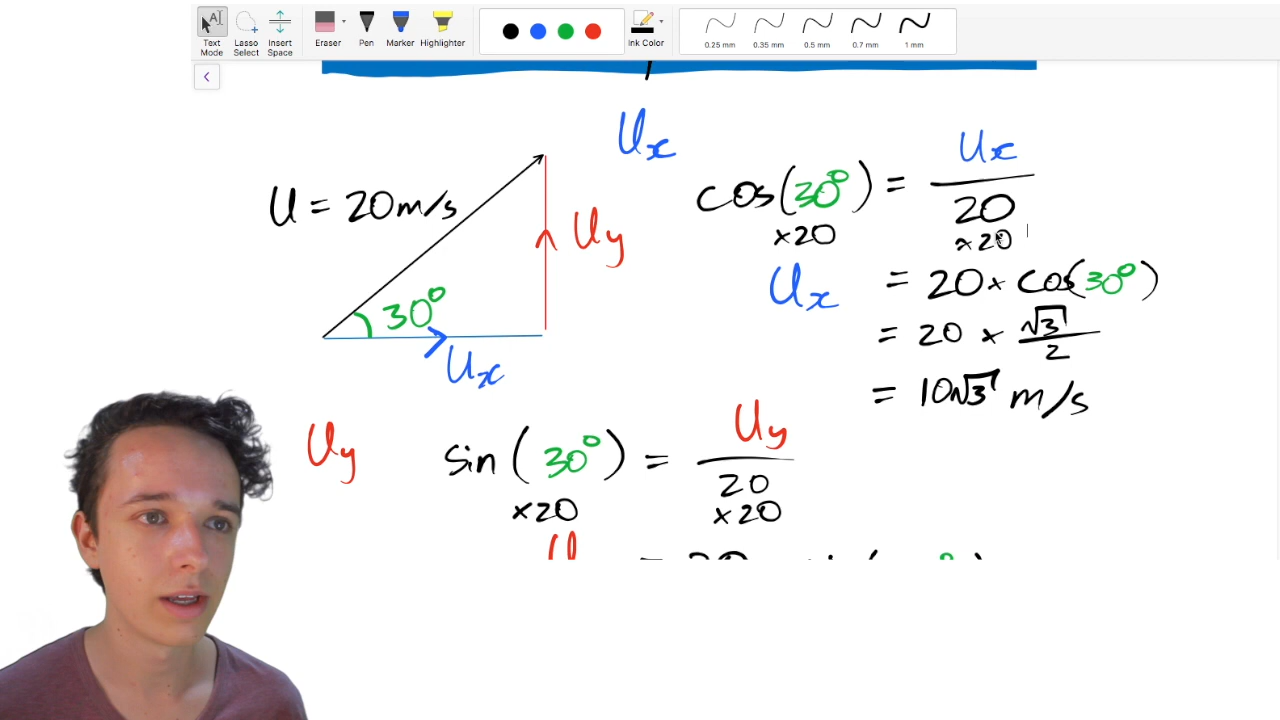 Text Mode
Lasso Select
Insert Space
Eraser
Pen
Marker
Highlighter
Ink Color
0.25 mm
0.35 mm
0.5 mm
0.7 mm
1 mm
Ux
U = 20m/s
Uy
30°
Ux
cos(30°) = Ux/20
×20 ×20
Ux = 20 × cos(30°)
= 20 × √3/2
= 10√3 m/s
Uy
sin(30°) = Uy/20
×20 ×20